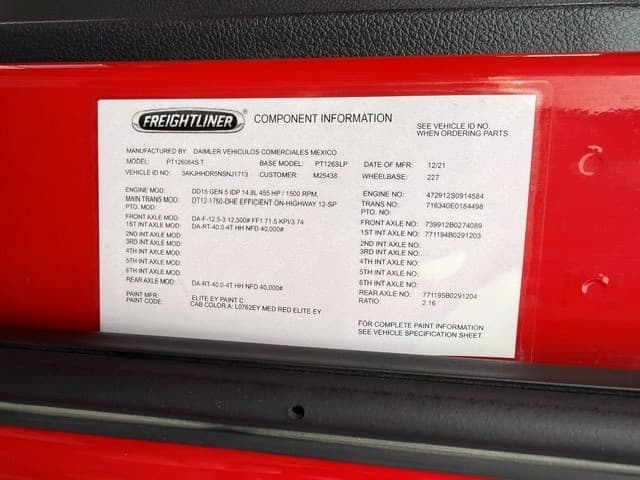 FREIGHTLINER COMPONENT INFORMATION
SEE VEHICLE ID NO.
WHEN ORDERING PARTS
MANUFACTURED BY: DAIMLER VEHICULOS COMERCIALES MEXICO
MODEL: PT126064S T BASE MODEL: PT126SLP DATE OF MFR: 12/21
VEHICLE ID NO: 3AKJHHDR5NSNJ1713 CUSTOMER: M25438 WHEELBASE: 227
ENGINE MOD: DD15 GEN 5 IDP 14.8L 455 HP / 1500 RPM, ENGINE NO: 472912S0914584
MAIN TRANS MOD: DT12-1750-DHE EFFICIENT ON-HIGHWAY 12-SP TRANS NO: 716340E0184498
PTO. MOD: PTO. NO:
FRONT AXLE MOD: DA-F-12.5-3 12,500# FF1 71.5 KPI/3.74 FRONT AXLE NO: 739912B0274089
1ST INT AXLE MOD: DA-RT-40.0-4T HH NFD 40,000# 1ST INT AXLE NO: 771194B0291203
2ND INT AXLE MOD: 2ND INT AXLE NO:
3RD INT AXLE MOD: 3RD INT AXLE NO:
4TH INT AXLE MOD: 4TH INT AXLE NO:
5TH INT AXLE MOD: 5TH INT AXLE NO:
6TH INT AXLE MOD: 6TH INT AXLE NO:
REAR AXLE MOD: DA-RT-40.0-4T HH NFD 40,000# REAR AXLE NO: 771195B0291204
RATIO: 2.16
PAINT MFR: ELITE EY PAINT C
PAINT CODE: CAB COLOR A: L0762EY MED RED ELITE EY
FOR COMPLETE PAINT INFORMATION
SEE VEHICLE SPECIFICATION SHEET.